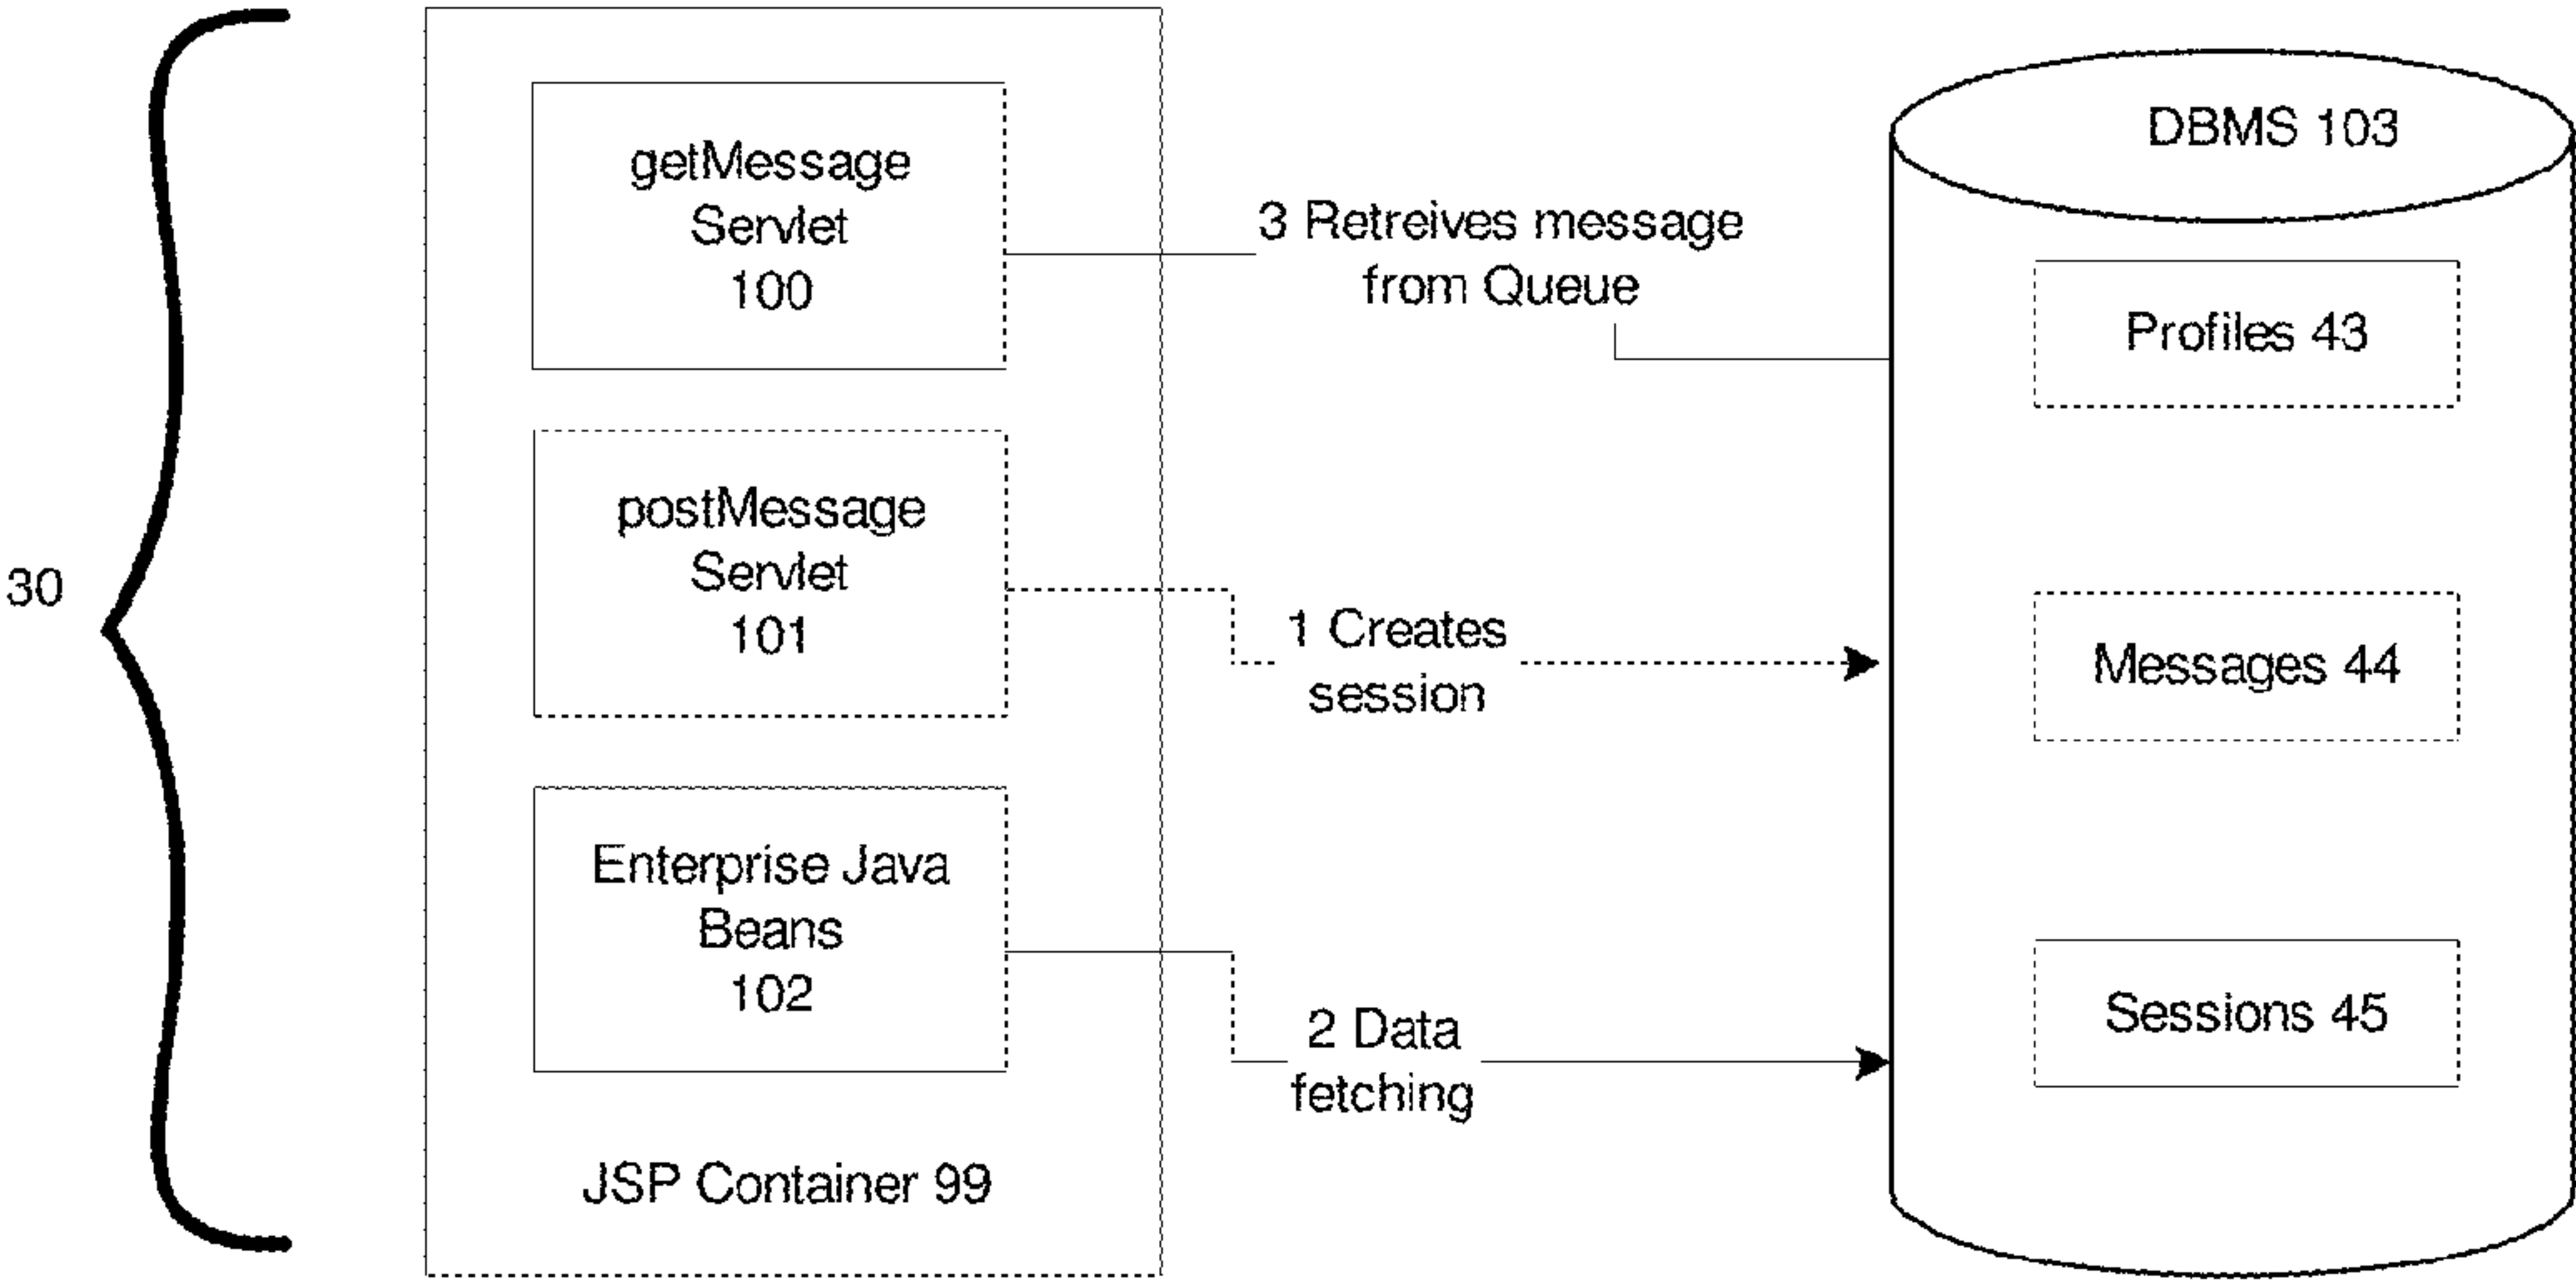 30
getMessage
Servlet
100
postMessage
Servlet
101
Enterprise Java
Beans
102
JSP Container 99
3 Retreives message
from Queue
1 Creates
session
2 Data
fetching
DBMS 103
Profiles 43
Messages 44
Sessions 45